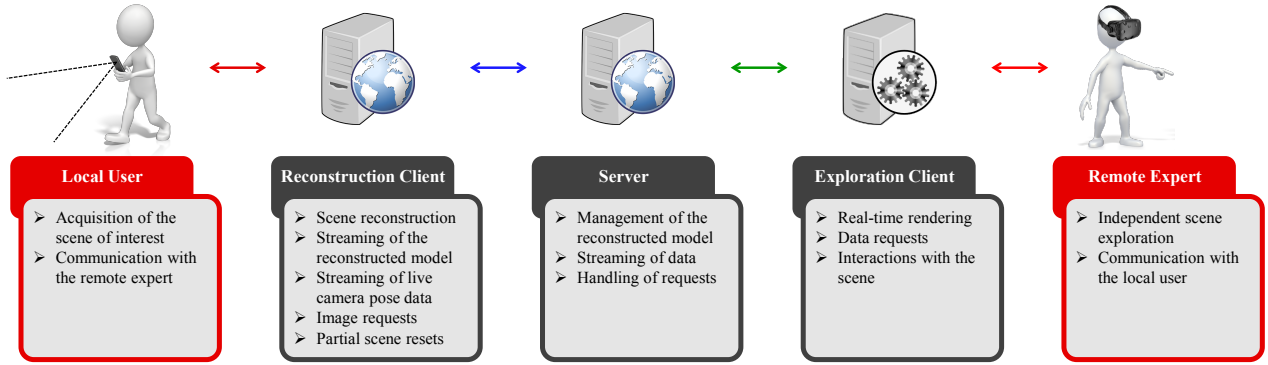 Local User
➢ Acquisition of the
scene of interest
➢ Communication with
the remote expert
Reconstruction Client
➢ Scene reconstruction
➢ Streaming of the
reconstructed model
➢ Streaming of live
camera pose data
➢ Image requests
➢ Partial scene resets
Server
➢ Management of the
reconstructed model
➢ Streaming of data
➢ Handling of requests
Exploration Client
➢ Real-time rendering
➢ Data requests
➢ Interactions with the
scene
Remote Expert
➢ Independent scene
exploration
➢ Communication with
the local user